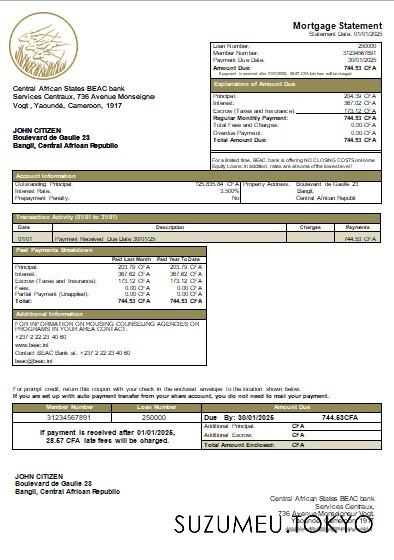 Mortgage Statement
Statement Date: 01/01/2025
Loan Number. 250000
Member Number. 31234567891
Payment Due Date. 30/01/2025
Amount Due: 744.53 CFA
If payment is received after 01/01/2025, 28.57 CFA late fees will be charged.
Central African States BEAC bank
Services Centraux, 736 Avenue Monseigneur
Vogt , Yaoundé, Cameroon, 1917
Explanation of Amount Due
Principal. 204.39 CFA
Interest. 367.02 CFA
Escrow (Taxes and Insurance). 173.12 CFA
Regular Monthly Payment: 744.53 CFA
Total Fees and Charges. 0.00 CFA
Overdue Payment. 0.00 CFA
Total Amount Due: 744.53 CFA
JOHN CITIZEN
Boulevard de Gaulle 23
Bangii, Central African Republic
For a limited time, BEAC bank is offering NO CLOSING COSTS on Home
Equity Loans. In addition, rates are at some of the lowest ever!
Account Information
Outstanding Principal. 125,835.84 CFA Property Address. Boulevard de Gaulle 23
Interest Rate. 3.500% Bangii,
Prepayment Penalty. No Central African Republi
Transaction Activity (01/01 to 31/01)
Date Description Charges Payments
01/01 Payment Received Due Date 30/01/25 744.53 CFA
Past Payments Breakdown
Paid Last Month Paid Year To Date
Principal. 203.79 CFA 203.79 CFA
Interest. 367.62 CFA 367.62 CFA
Escrow (Taxes and Insurance). 173.12 CFA 173.12 CFA
Fees. 0.00 CFA 0.00 CFA
Partial Payment (Unapplied). 0.00 CFA 0.00 CFA
Total: 744.53 CFA 744.53 CFA
Additional Information
FOR INFORMATION ON HOUSING COUNSELING AGENCIES OR
PROGRAMS IN YOUR AREA CONTACT.
+237 2 22 23 40 60
www.beac.int
Contact BEAC Bank at. +237 2 22 23 40 60
beac@beac.int
For prompt credit, return this coupon with your check in the enclosed envelope to the location shown below.
If you are set up with auto payment transfer from your share account, you do not need to mail your payment.
Member Number Loan Number Amount Due
31234567891 250000 Due By: 30/01/2025 744.53CFA
If payment is received after 01/01/2025,
28.57 CFA late fees will be charged.
Additional Principal. CFA
Additional Escrow. CFA
Total Amount Enclosed: CFA
JOHN CITIZEN
Boulevard de Gaulle 23
Bangii, Central African Republic
Central African States BEAC bank
Services Centraux,
736 Avenue Monseigneur Vogt,
Yaoundé, Cameroon,
SUZUMEU.TOKYO